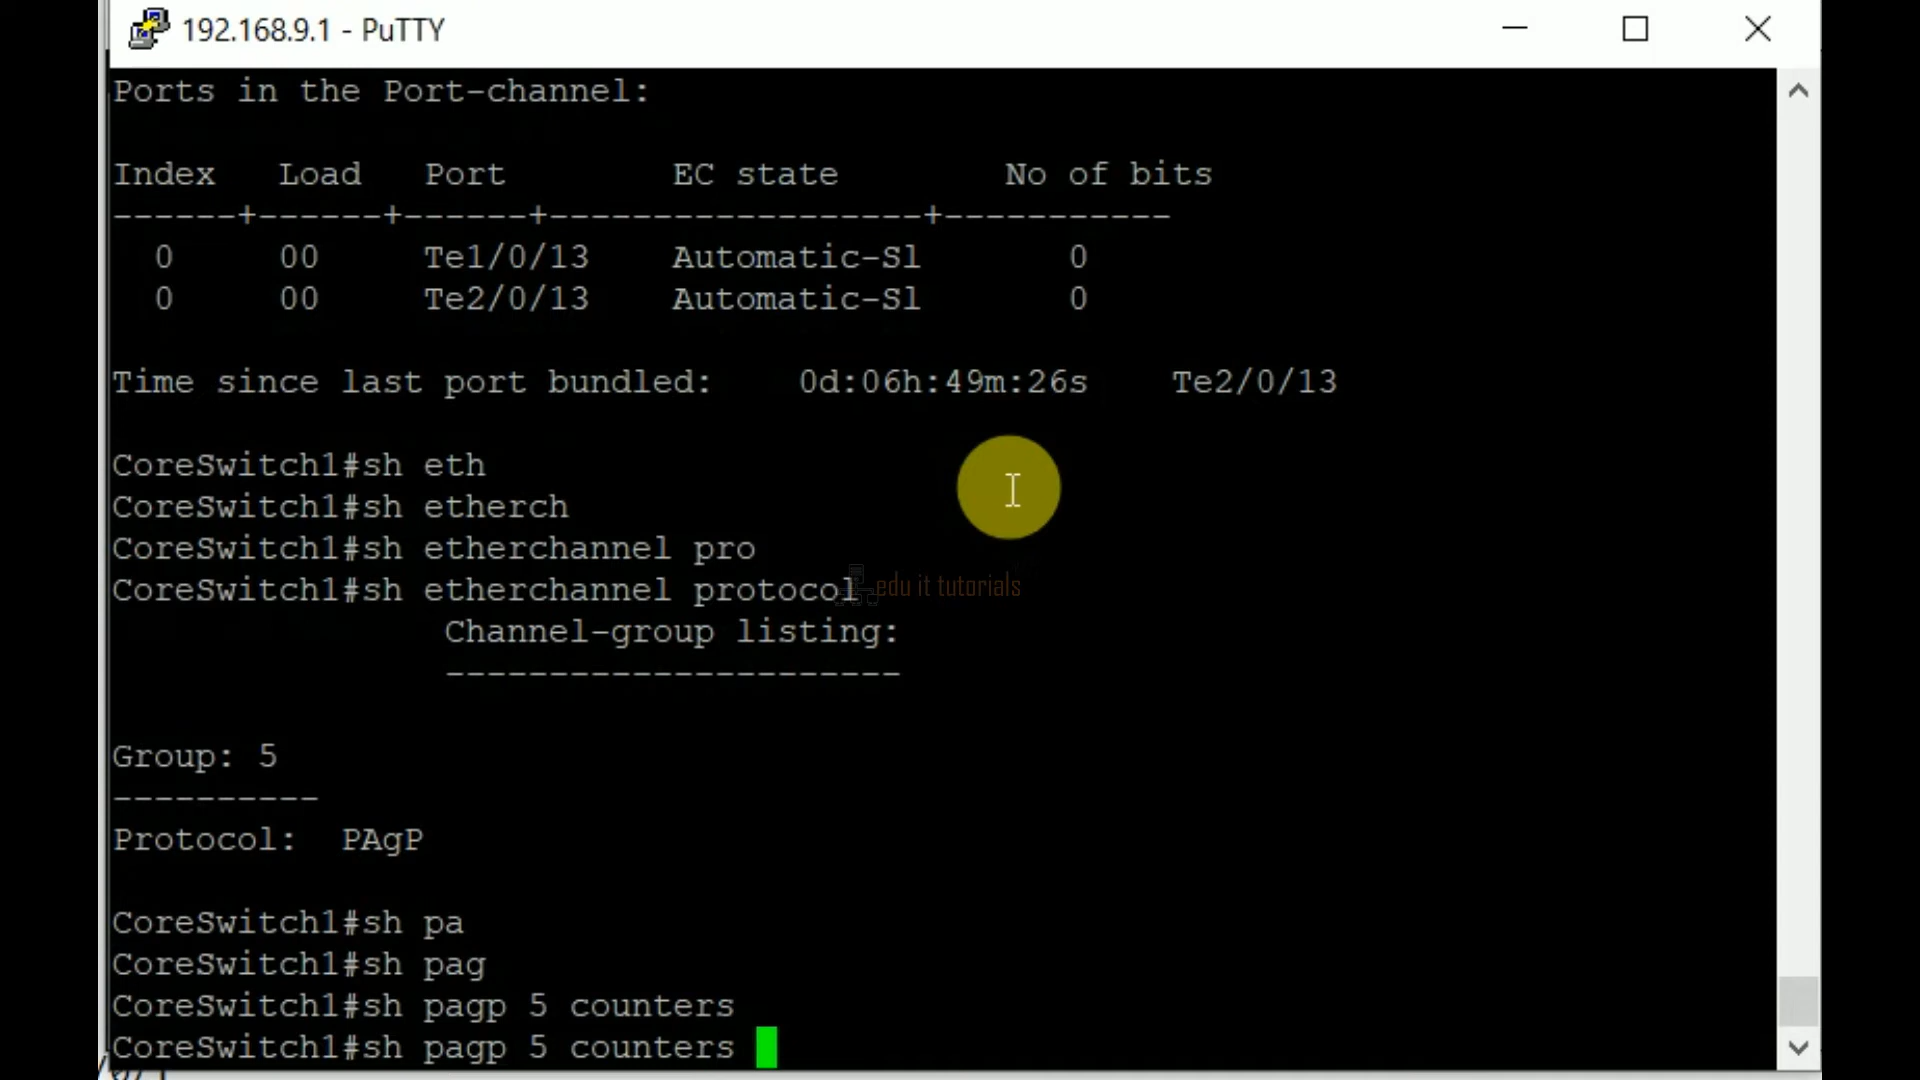 192.168.9.1 - PuTTY
Ports in the Port-channel:
Index   Load   Port        EC state        No of bits
------+------+------+------------------+-----------
  0     00     Te1/0/13    Automatic-Sl       0
  0     00     Te2/0/13    Automatic-Sl       0
Time since last port bundled:    0d:06h:49m:26s    Te2/0/13
CoreSwitch1#sh eth
CoreSwitch1#sh etherch
CoreSwitch1#sh etherchannel pro
CoreSwitch1#sh etherchannel protocol
edu it tutorials
Channel-group listing:
----------------------
Group: 5
----------
Protocol:  PAgP
CoreSwitch1#sh pa
CoreSwitch1#sh pag
CoreSwitch1#sh pagp 5 counters
CoreSwitch1#sh pagp 5 counters